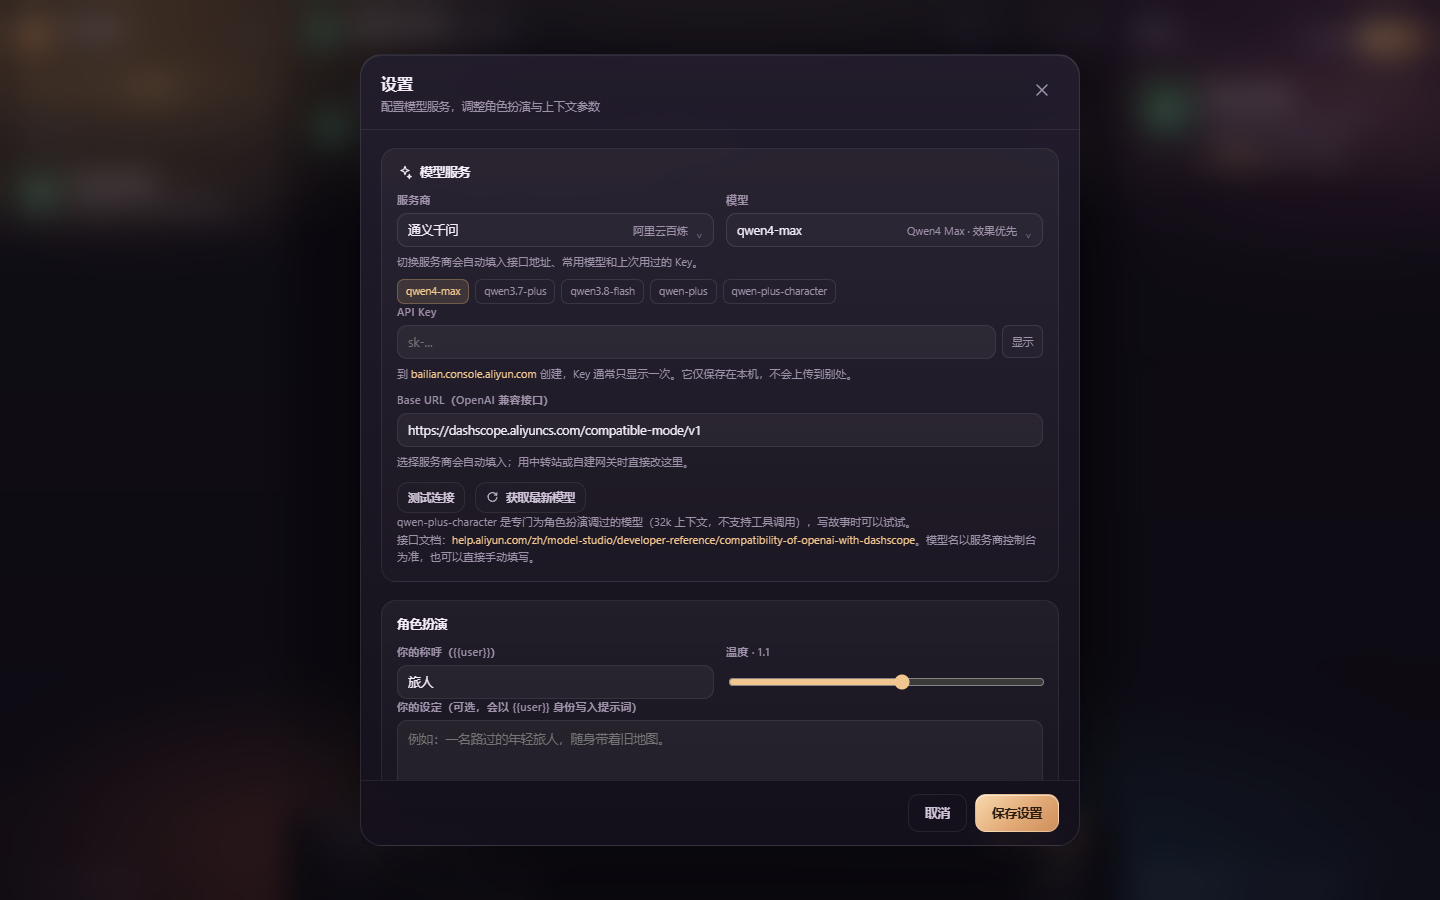 设置
配置模型服务，调整角色扮演与上下文参数
模型服务
服务商
模型
通义千问 阿里云百炼
qwen4-max Qwen4 Max · 效果优先
切换服务商会自动填入接口地址、常用模型和上次用过的 Key。
qwen4-max qwen3.7-plus qwen3.8-flash qwen-plus qwen-plus-character
API Key
sk-...
显示
到 bailian.console.aliyun.com 创建，Key 通常只显示一次。它仅保存在本机，不会上传到别处。
Base URL（OpenAI 兼容接口）
https://dashscope.aliyuncs.com/compatible-mode/v1
选择服务商会自动填入；用中转站或自建网关时直接改这里。
测试连接 获取最新模型
qwen-plus-character 是专门为角色扮演调过的模型（32k 上下文，不支持工具调用），写故事时可以试试。
接口文档：help.aliyun.com/zh/model-studio/developer-reference/compatibility-of-openai-with-dashscope。模型名以服务商控制台
为准，也可以直接手动填写。
角色扮演
你的称呼（{{user}}）
温度 · 1.1
旅人
你的设定（可选，会以 {{user}} 身份写入提示词）
例如：一名路过的年轻旅人，随身带着旧地图。
取消 保存设置